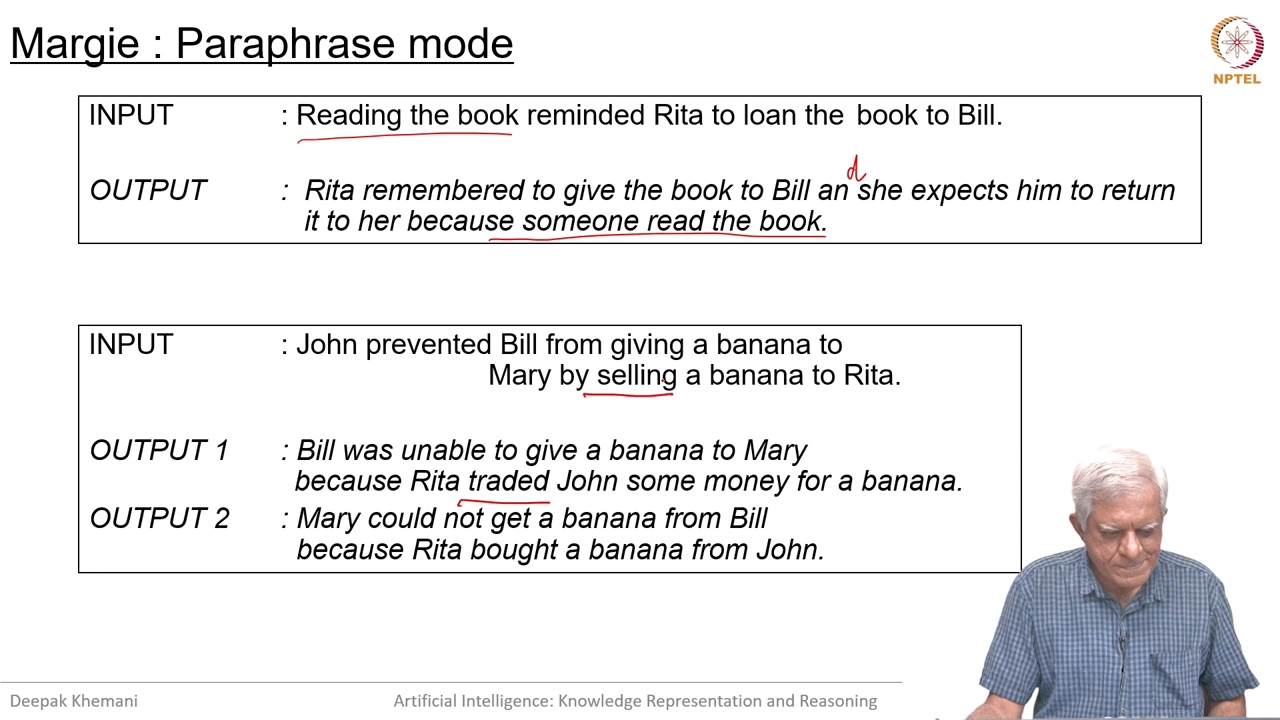 Margie : Paraphrase mode
NPTEL
INPUT : Reading the book reminded Rita to loan the book to Bill.
d
OUTPUT : Rita remembered to give the book to Bill an she expects him to return
it to her because someone read the book.
INPUT : John prevented Bill from giving a banana to
Mary by selling a banana to Rita.
OUTPUT 1 : Bill was unable to give a banana to Mary
because Rita traded John some money for a banana.
OUTPUT 2 : Mary could not get a banana from Bill
because Rita bought a banana from John.
Deepak Khemani Artificial Intelligence: Knowledge Representation and Reasoning